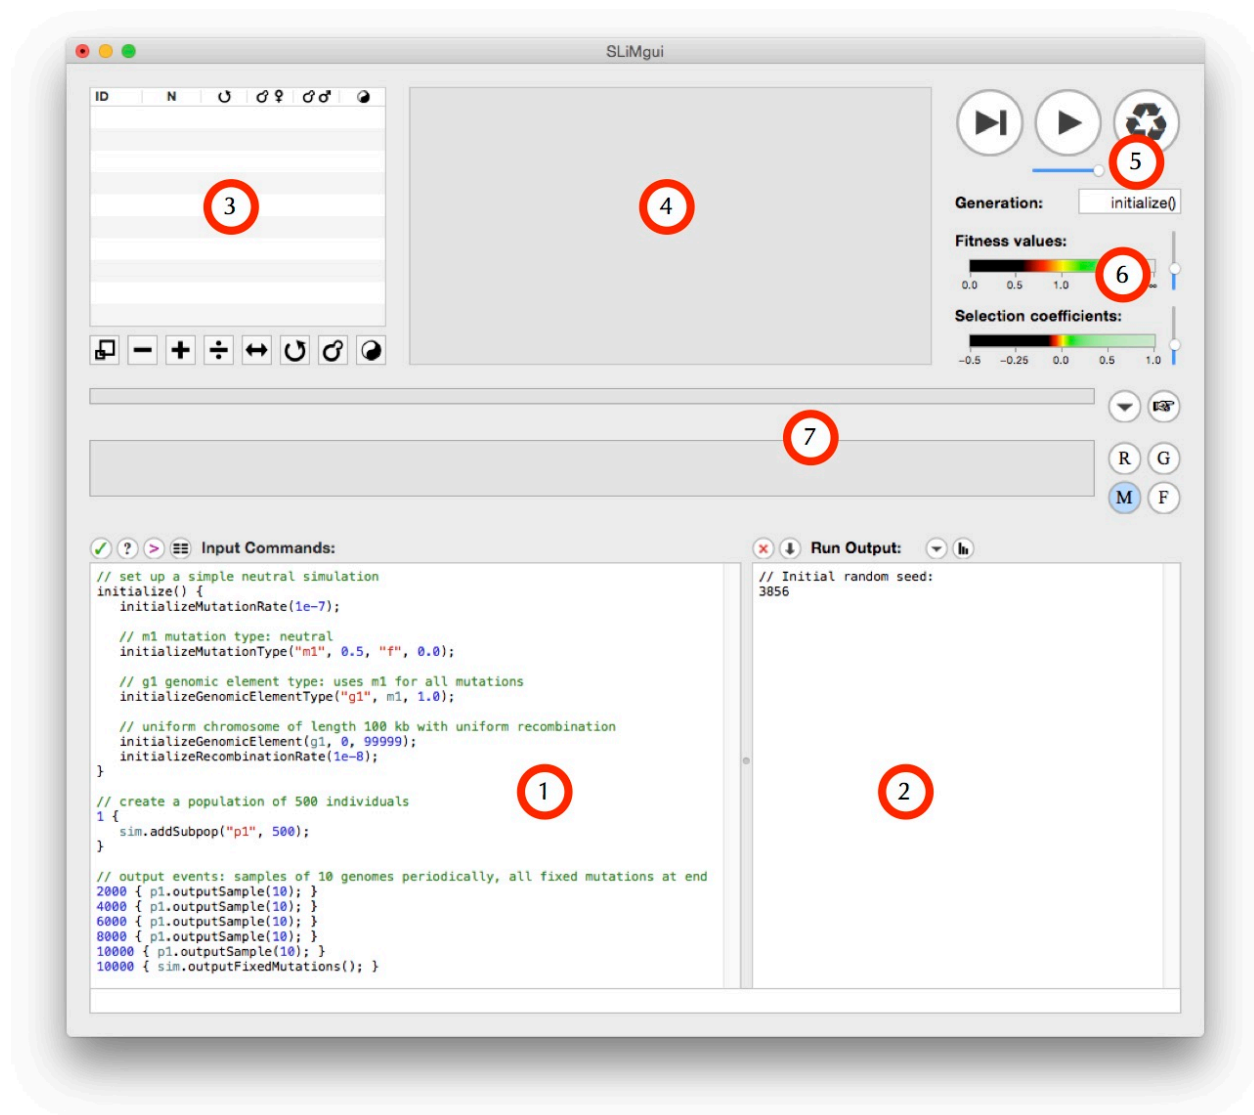 SLiMgui
ID N
3
4
5
Generation: initialize()
Fitness values:
6
0.0 0.5 1.0 ∞
Selection coefficients:
-0.5 -0.25 0.0 0.5 1.0
7
R G
M F
? > Input Commands:
Run Output:
// set up a simple neutral simulation
initialize() {
initializeMutationRate(1e-7);
// m1 mutation type: neutral
initializeMutationType("m1", 0.5, "f", 0.0);
// g1 genomic element type: uses m1 for all mutations
initializeGenomicElementType("g1", m1, 1.0);
// uniform chromosome of length 100 kb with uniform recombination
initializeGenomicElement(g1, 0, 99999);
initializeRecombinationRate(1e-8);
}
// create a population of 500 individuals
1 {
sim.addSubpop("p1", 500);
}
// output events: samples of 10 genomes periodically, all fixed mutations at end
2000 { p1.outputSample(10); }
4000 { p1.outputSample(10); }
6000 { p1.outputSample(10); }
8000 { p1.outputSample(10); }
10000 { p1.outputSample(10); }
10000 { sim.outputFixedMutations(); }
1
// Initial random seed:
3856
2